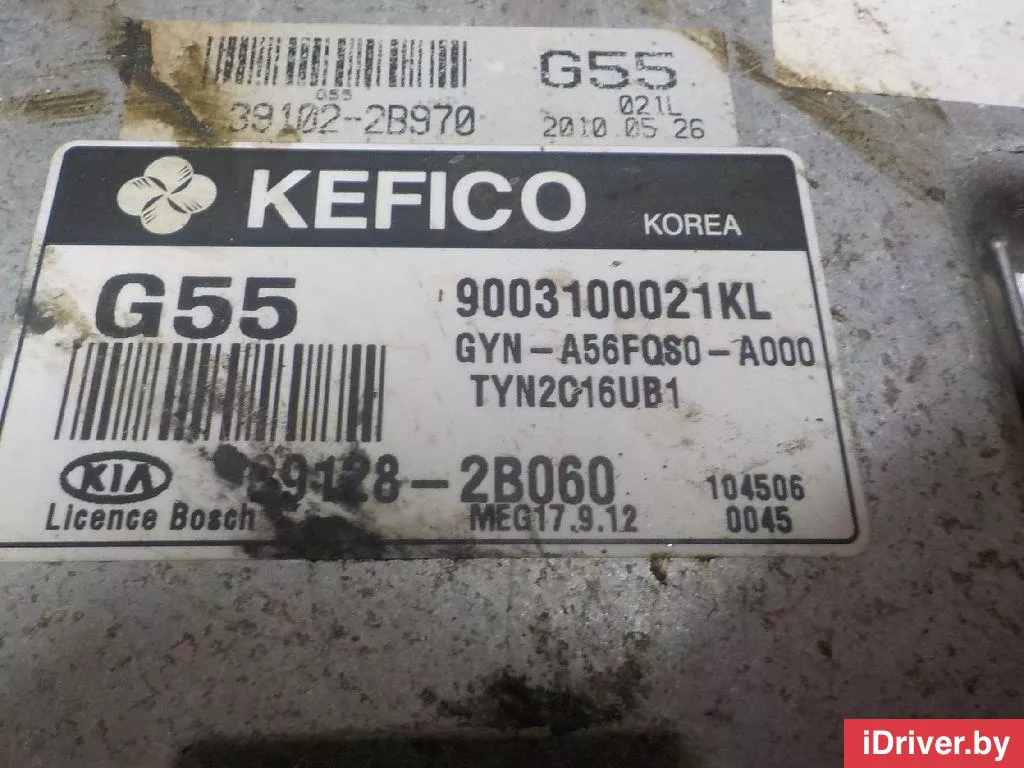 G55
G55
021L
39102-2B970
2010.05 26
KEFICO KOREA
G55
9003100021KL
GYN-A56FQS0-A000
TYN2C16UB1
KIA
39128-2B060
104506
Licence Bosch
MEG17.9.12
0045
iDriver.by